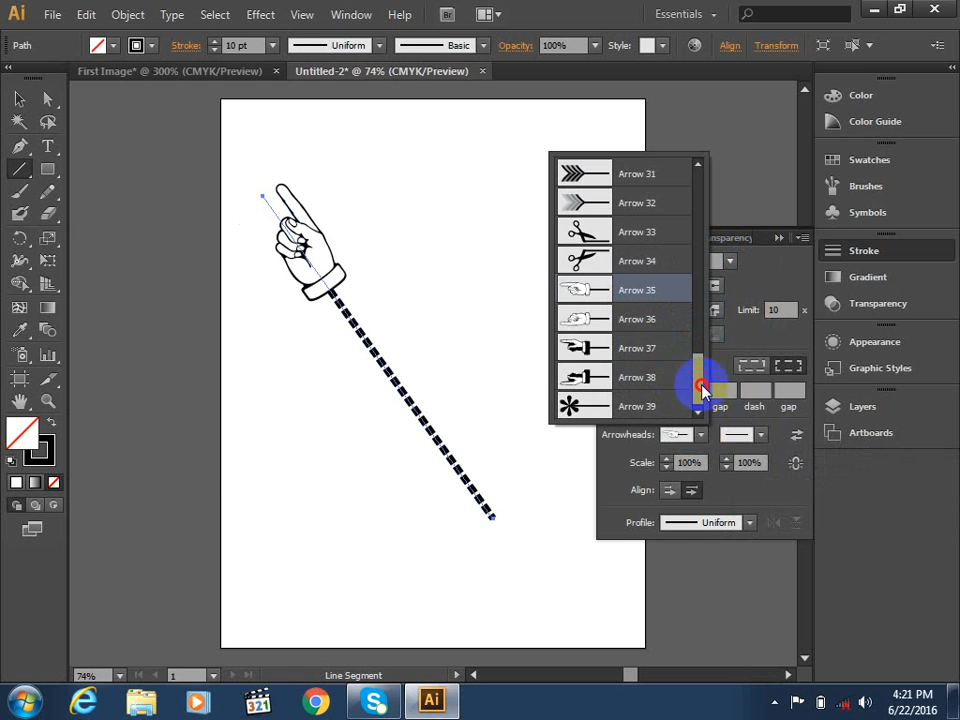 Ai File Edit Object Type Select Effect View Window Help Br Essentials
Path Stroke: 10 pt Uniform Basic Opacity: 100% Style: Align Transform
First Image* @ 300% (CMYK/Preview) × Untitled-2* @ 74% (CMYK/Preview) ×
Color
Color Guide
Swatches
Brushes
Symbols
Stroke
Gradient
Transparency
Appearance
Graphic Styles
Layers
Artboards
Arrow 31
Arrow 32
Arrow 33
Arrow 34
Arrow 35
Arrow 36
Arrow 37
Arrow 38
Arrow 39
Limit: 10 x
gap dash gap
Arrowheads:
Scale: 100% 100%
Align:
Profile: Uniform
T
74% 1 Line Segment
321 Ai
4:21 PM
6/22/2016